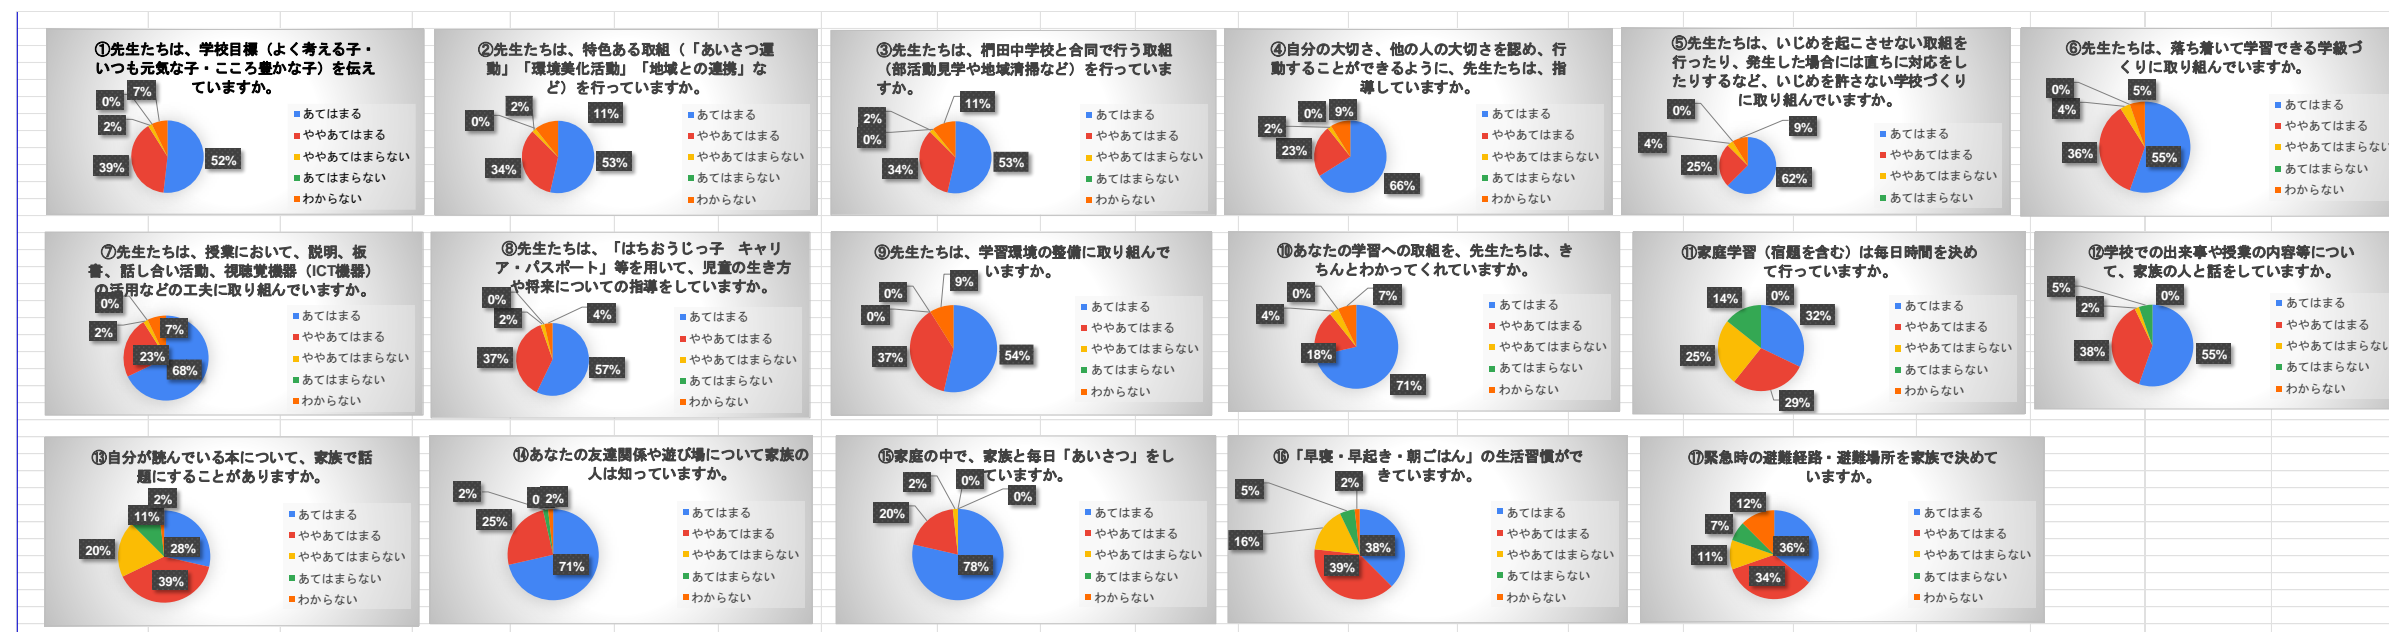 ①先生たちは、学校目標（よく考える子・
いつも元気な子・こころ豊かな子）を伝え
ていますか。
0%
7%
2%
39%
52%
あてはまる
ややあてはまる
ややあてはまらない
あてはまらない
わからない
②先生たちは、特色ある取組（「あいさつ運
動」「環境美化活動」「地域との連携」な
ど）を行っていますか。
2%
11%
0%
34%
53%
あてはまる
ややあてはまる
ややあてはまらない
あてはまらない
わからない
③先生たちは、椚田中学校と合同で行う取組
（部活動見学や地域清掃など）を行っていま
すか。
11%
2%
0%
34%
53%
あてはまる
ややあてはまる
ややあてはまらない
あてはまらない
わからない
④自分の大切さ、他の人の大切さを認め、行
動することができるように、先生たちは、指
導していますか。
0%
9%
2%
23%
66%
あてはまる
ややあてはまる
ややあてはまらない
あてはまらない
わからない
⑤先生たちは、いじめを起こさせない取組を
行ったり、発生した場合には直ちに対応をし
たりするなど、いじめを許さない学校づくり
に取り組んでいますか。
0%
9%
4%
25%
62%
あてはまる
ややあてはまる
ややあてはまらない
あてはまらない
⑥先生たちは、落ち着いて学習できる学級づ
くりに取り組んでいますか。
0%
5%
4%
36%
55%
あてはまる
ややあてはまる
ややあてはまらない
あてはまらない
わからない
⑦先生たちは、授業において、説明、板
書、話し合い活動、視聴覚機器（ICT機器）
の活用などの工夫に取り組んでいますか。
0%
2%
7%
23%
68%
あてはまる
ややあてはまる
ややあてはまらない
あてはまらない
わからない
⑧先生たちは、「はちおうじっ子　キャリ
ア・パスポート」等を用いて、児童の生き方
や将来についての指導をしていますか。
0%
2%
4%
37%
57%
あてはまる
ややあてはまる
ややあてはまらない
あてはまらない
わからない
⑨先生たちは、学習環境の整備に取り組んで
いますか。
9%
0%
0%
37%
54%
あてはまる
ややあてはまる
ややあてはまらない
あてはまらない
わからない
⑩あなたの学習への取組を、先生たちは、き
ちんとわかってくれていますか。
0%
7%
4%
18%
71%
あてはまる
ややあてはまる
ややあてはまらない
あてはまらない
わからない
⑪家庭学習（宿題を含む）は毎日時間を決め
て行っていますか。
14%
0%
32%
25%
29%
あてはまる
ややあてはまる
ややあてはまらない
あてはまらない
わからない
⑫学校での出来事や授業の内容等につい
て、家族の人と話をしていますか。
5%
0%
2%
38%
55%
あてはまる
ややあてはまる
ややあてはまらない
あてはまらない
わからない
⑬自分が読んでいる本について、家族で話
題にすることがありますか。
2%
11%
20%
28%
39%
あてはまる
ややあてはまる
ややあてはまらない
あてはまらない
わからない
⑭あなたの友達関係や遊び場について家族の
人は知っていますか。
2%
0
2%
25%
71%
あてはまる
ややあてはまる
ややあてはまらない
あてはまらない
わからない
⑮家庭の中で、家族と毎日「あいさつ」をし
ていますか。
2%
0%
0%
20%
78%
あてはまる
ややあてはまる
ややあてはまらない
あてはまらない
わからない
⑯「早寝・早起き・朝ごはん」の生活習慣がで
きていますか。
5%
2%
16%
38%
39%
あてはまる
ややあてはまる
ややあてはまらない
あてはまらない
わからない
⑰緊急時の避難経路・避難場所を家族で決めて
いますか。
12%
7%
11%
36%
34%
あてはまる
ややあてはまる
ややあてはまらない
あてはまらない
わからない